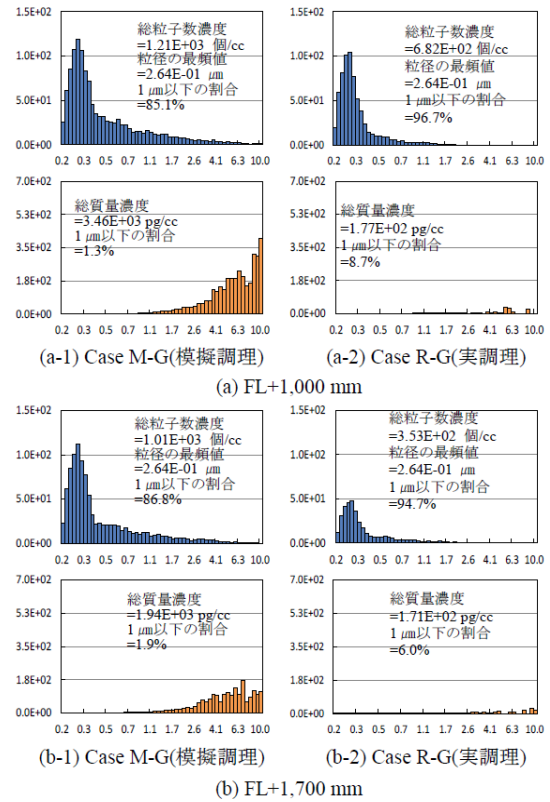 1.5E+02
1.0E+02
5.0E+01
0.0E+00
総粒子数濃度
=1.21E+03 個/cc
粒径の最頻値
=2.64E-01 μm
1 μm以下の割合
=85.1%
0.2 0.3 0.5 0.7 1.1 1.7 2.6 4.1 6.3 10.0
1.5E+02
1.0E+02
5.0E+01
0.0E+00
総粒子数濃度
=6.82E+02 個/cc
粒径の最頻値
=2.64E-01 μm
1 μm以下の割合
=96.7%
0.2 0.3 0.5 0.7 1.1 1.7 2.6 4.1 6.3 10.0
7.0E+02
5.3E+02
3.5E+02
1.8E+02
0.0E+00
総質量濃度
=3.46E+03 pg/cc
1 μm以下の割合
=1.3%
0.2 0.3 0.5 0.7 1.1 1.7 2.6 4.1 6.3 10.0
7.0E+02
5.3E+02
3.5E+02
1.8E+02
0.0E+00
総質量濃度
=1.77E+02 pg/cc
1 μm以下の割合
=8.7%
0.2 0.3 0.5 0.7 1.1 1.7 2.6 4.1 6.3 10.0
(a-1) Case M-G(模擬調理)
(a-2) Case R-G(実調理)
(a) FL+1,000 mm
1.5E+02
1.0E+02
5.0E+01
0.0E+00
総粒子数濃度
=1.01E+03 個/cc
粒径の最頻値
=2.64E-01 μm
1 μm以下の割合
=86.8%
0.2 0.3 0.5 0.7 1.1 1.7 2.6 4.1 6.3 10.0
1.5E+02
1.0E+02
5.0E+01
0.0E+00
総粒子数濃度
=3.53E+02 個/cc
粒径の最頻値
=2.64E-01 μm
1 μm以下の割合
=94.7%
0.2 0.3 0.5 0.7 1.1 1.7 2.6 4.1 6.3 10.0
7.0E+02
5.3E+02
3.5E+02
1.8E+02
0.0E+00
総質量濃度
=1.94E+03 pg/cc
1 μm以下の割合
=1.9%
0.2 0.3 0.5 0.7 1.1 1.7 2.6 4.1 6.3 10.0
7.0E+02
5.3E+02
3.5E+02
1.8E+02
0.0E+00
総質量濃度
=1.71E+02 pg/cc
1 μm以下の割合
=6.0%
0.2 0.3 0.5 0.7 1.1 1.7 2.6 4.1 6.3 10.0
(b-1) Case M-G(模擬調理)
(b-2) Case R-G(実調理)
(b) FL+1,700 mm